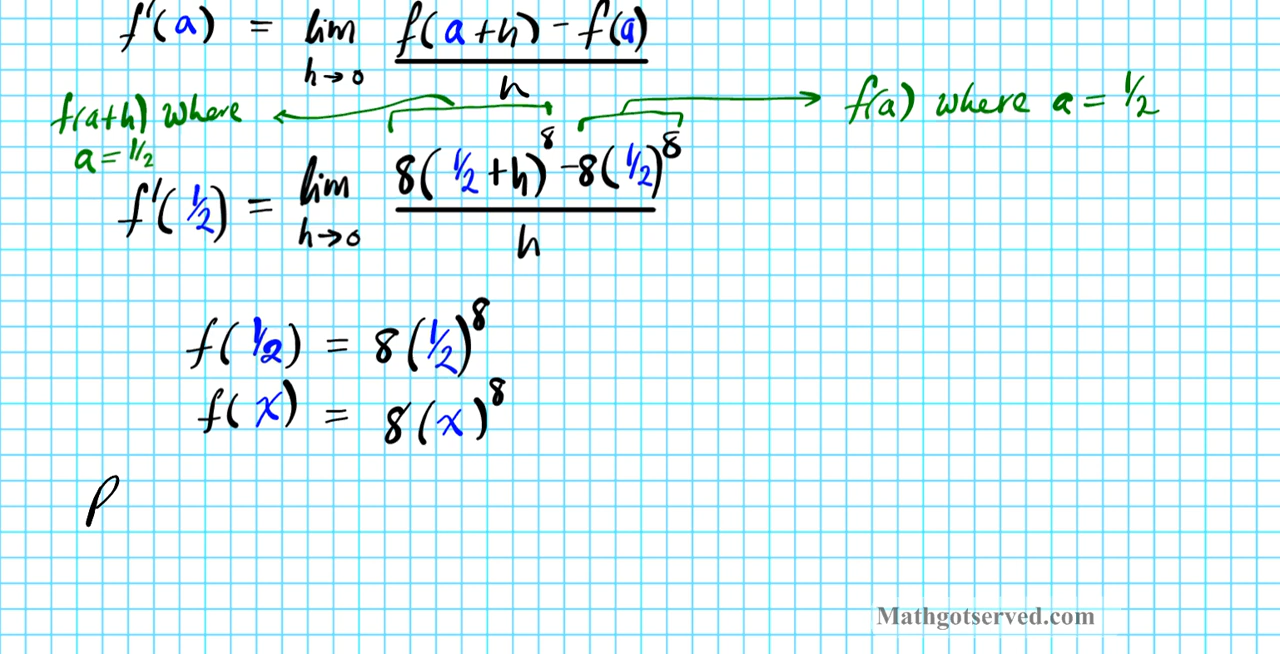 f'(a) = lim h→0 f(a+h) - f(a) / h
f(a+h) where a = 1/2
f(a) where a = 1/2
f'(1/2) = lim h→0 8(1/2+h)^8 - 8(1/2)^8 / h
f(1/2) = 8(1/2)^8
f(x) = 8(x)^8
P
Mathgotserved.com